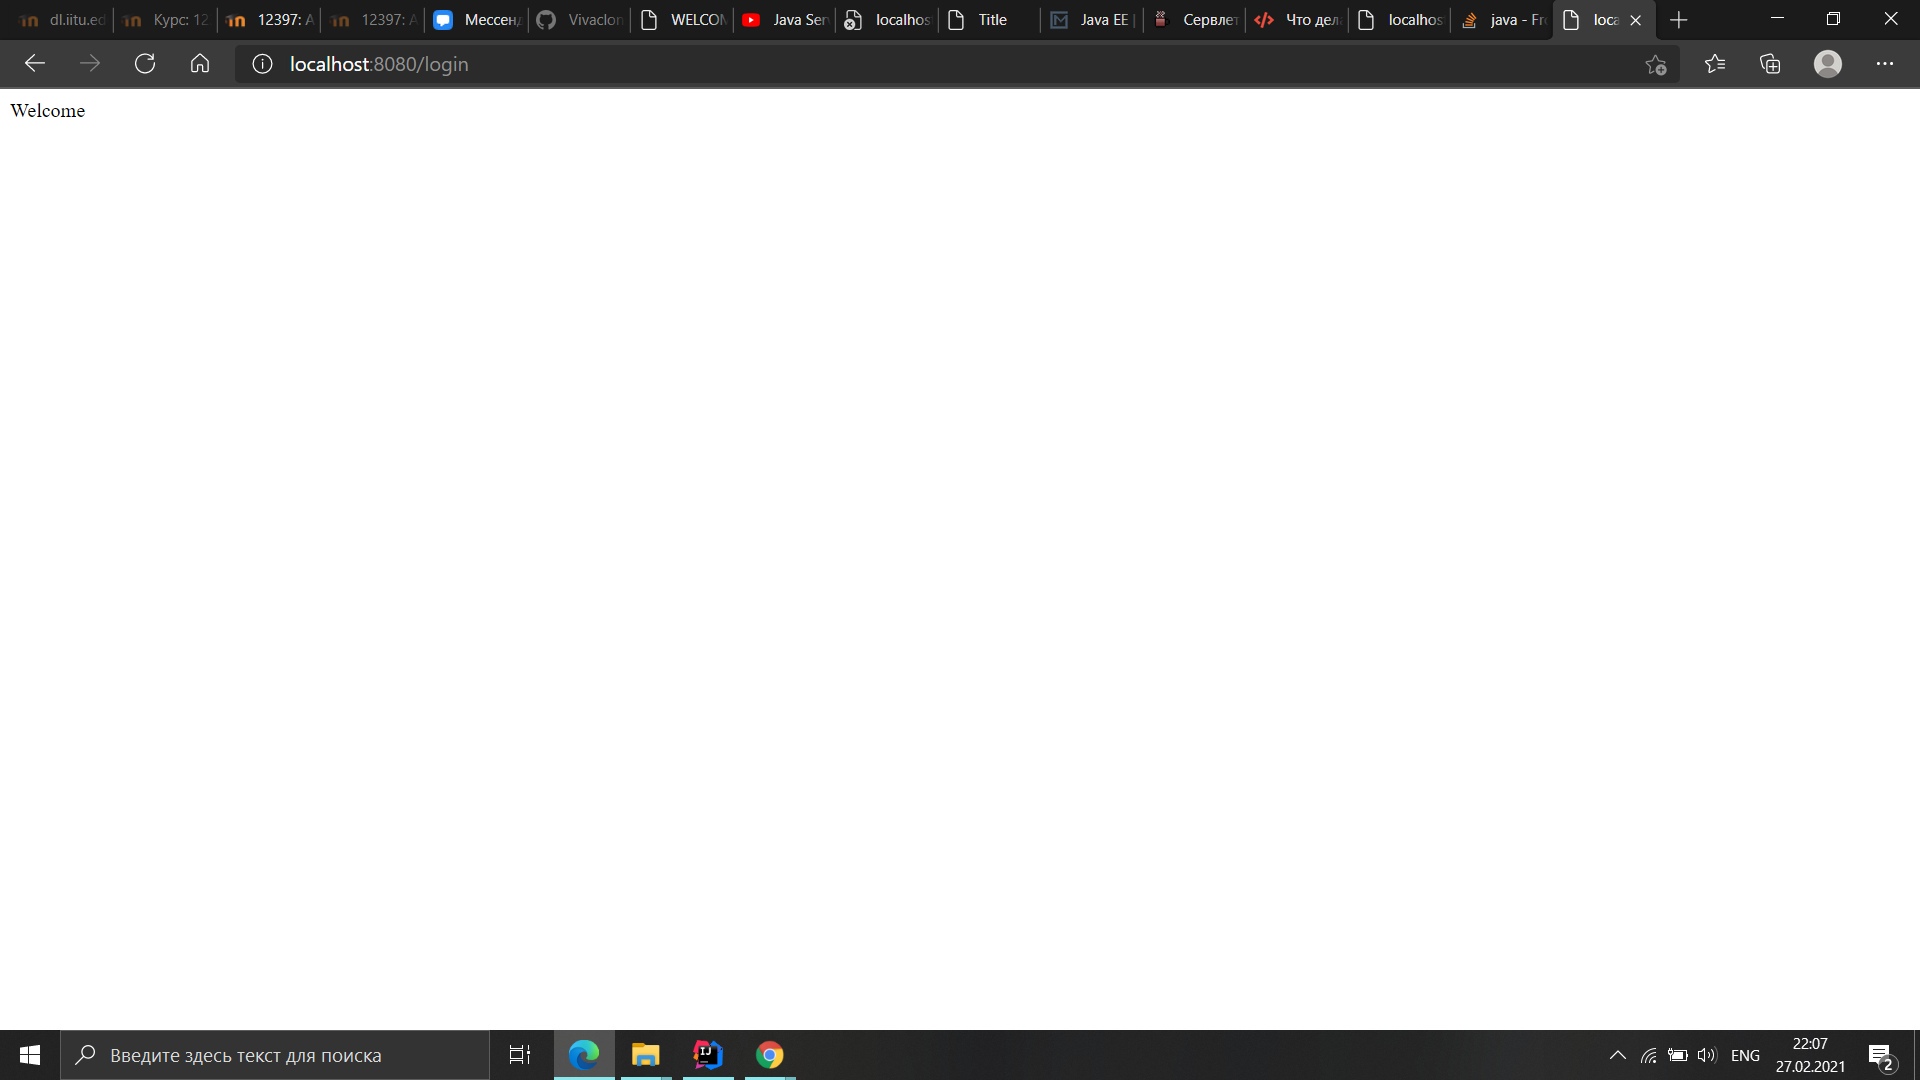 dl.iitu.ed
Курс: 12
12397: А
12397: А
Мессенд
Vivaclon
WELCOM
Java Ser
localhos
Title
Java EE
Сервлет
Что дел
localhos
java - Fr
loca
localhost:8080/login
Welcome
Введите здесь текст для поиска
ENG
22:07
27.02.2021
2